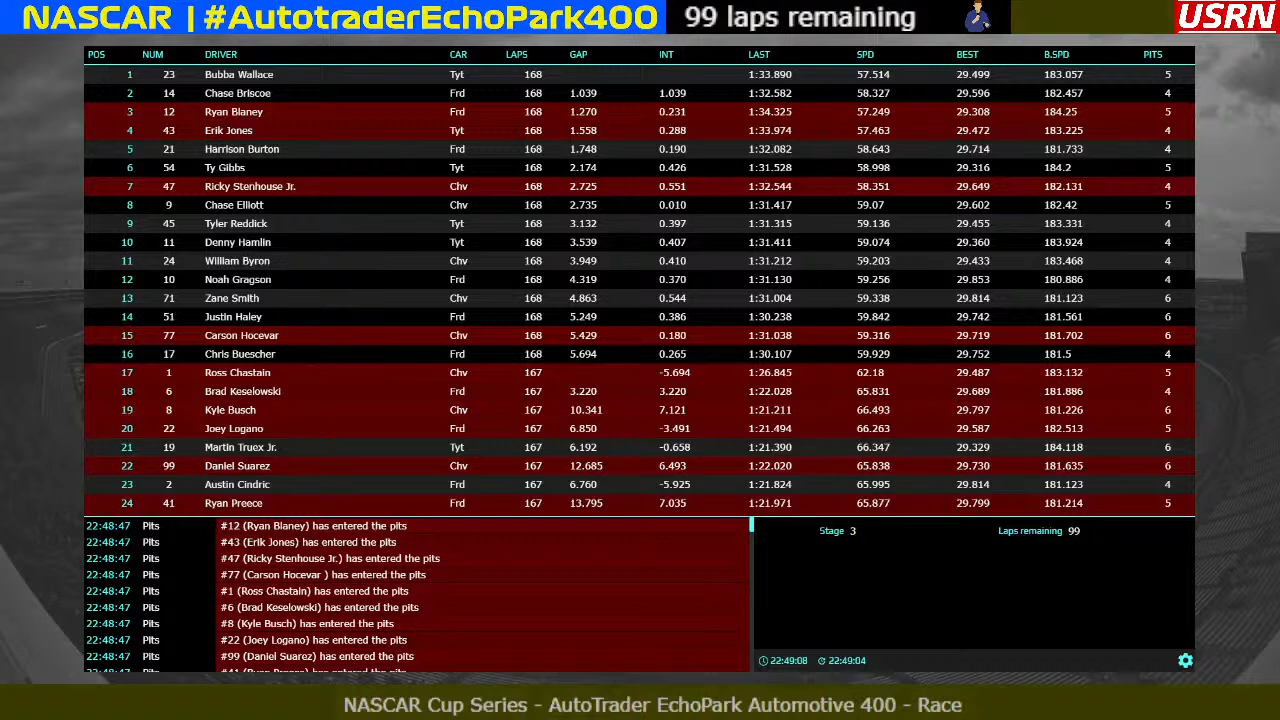 NASCAR | #AutotraderEchoPark400 99 laps remaining USRN
POS NUM DRIVER CAR LAPS GAP INT LAST SPD BEST B.SPD PITS
1 23 Bubba Wallace Tyt 168 1:33.890 57.514 29.499 183.057 5
2 14 Chase Briscoe Frd 168 1.039 1.039 1:32.582 58.327 29.596 182.457 4
3 12 Ryan Blaney Frd 168 1.270 0.231 1:34.325 57.249 29.308 184.25 5
4 43 Erik Jones Tyt 168 1.558 0.288 1:33.974 57.463 29.472 183.225 4
5 21 Harrison Burton Frd 168 1.748 0.190 1:32.082 58.643 29.714 181.733 4
6 54 Ty Gibbs Tyt 168 2.174 0.426 1:31.528 58.998 29.316 184.2 5
7 47 Ricky Stenhouse Jr. Chv 168 2.725 0.551 1:32.544 58.351 29.649 182.131 4
8 9 Chase Elliott Chv 168 2.735 0.010 1:31.417 59.07 29.602 182.42 5
9 45 Tyler Reddick Tyt 168 3.132 0.397 1:31.315 59.136 29.455 183.331 4
10 11 Denny Hamlin Tyt 168 3.539 0.407 1:31.411 59.074 29.360 183.924 4
11 24 William Byron Chv 168 3.949 0.410 1:31.212 59.203 29.433 183.468 4
12 10 Noah Gragson Frd 168 4.319 0.370 1:31.130 59.256 29.853 180.886 4
13 71 Zane Smith Chv 168 4.863 0.544 1:31.004 59.338 29.814 181.123 6
14 51 Justin Haley Frd 168 5.249 0.386 1:30.238 59.842 29.742 181.561 6
15 77 Carson Hocevar Chv 168 5.429 0.180 1:31.038 59.316 29.719 181.702 6
16 17 Chris Buescher Frd 168 5.694 0.265 1:30.107 59.929 29.752 181.5 4
17 1 Ross Chastain Chv 167 -5.694 1:26.845 62.18 29.487 183.132 5
18 6 Brad Keselowski Frd 167 3.220 3.220 1:22.028 65.831 29.689 181.886 4
19 8 Kyle Busch Chv 167 10.341 7.121 1:21.211 66.493 29.797 181.226 6
20 22 Joey Logano Frd 167 6.850 -3.491 1:21.494 66.263 29.587 182.513 5
21 19 Martin Truex Jr. Tyt 167 6.192 -0.658 1:21.390 66.347 29.329 184.118 6
22 99 Daniel Suarez Chv 167 12.685 6.493 1:22.020 65.838 29.730 181.635 6
23 2 Austin Cindric Frd 167 6.760 -5.925 1:21.824 65.995 29.814 181.123 4
24 41 Ryan Preece Frd 167 13.795 7.035 1:21.971 65.877 29.799 181.214 5
22:48:47 Pits #12 (Ryan Blaney) has entered the pits
22:48:47 Pits #43 (Erik Jones) has entered the pits
22:48:47 Pits #47 (Ricky Stenhouse Jr.) has entered the pits
22:48:47 Pits #77 (Carson Hocevar ) has entered the pits
22:48:47 Pits #1 (Ross Chastain) has entered the pits
22:48:47 Pits #6 (Brad Keselowski) has entered the pits
22:48:47 Pits #8 (Kyle Busch) has entered the pits
22:48:47 Pits #22 (Joey Logano) has entered the pits
22:48:47 Pits #99 (Daniel Suarez) has entered the pits
22:48:47 Pits #41 (Ryan Preece) has entered the pits
Stage 3 Laps remaining 99
22:49:08 22:49:04
NASCAR Cup Series - AutoTrader EchoPark Automotive 400 - Race